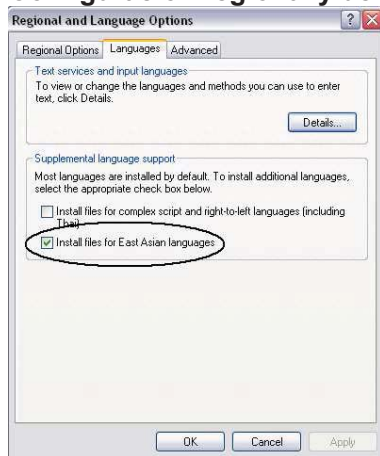 Regional and Language Options
Regional Options Languages Advanced
Text services and input languages
To view or change the languages and methods you can use to enter
text, click Details.
Details...
Supplemental language support
Most languages are installed by default. To install additional languages,
select the appropriate check box below.
Install files for complex script and right-to-left languages (including
Thai)
Install files for East Asian languages
OK Cancel Apply